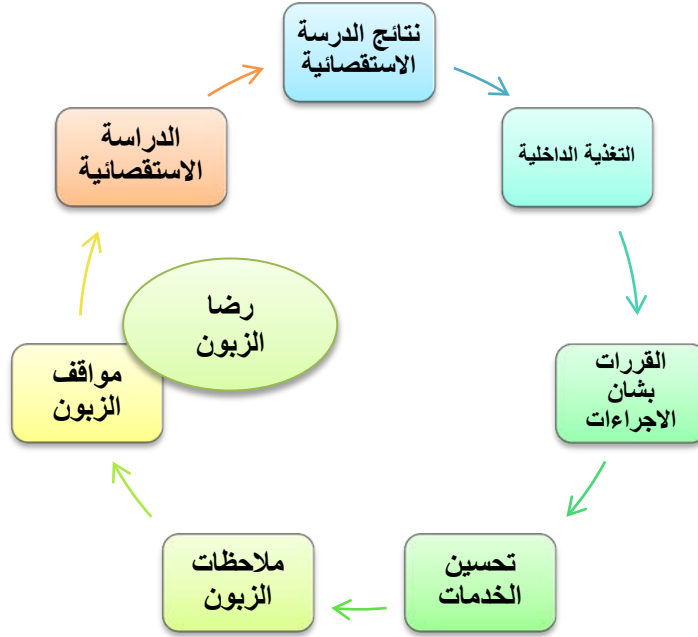 نتائج الدرسة
الاستقصائية
التغذية الداخلية
القررات
بشان
الاجراءات
تحسين
الخدمات
ملاحظات
الزبون
مواقف
الزبون
رضا
الزبون
الدراسة
الاستقصائية